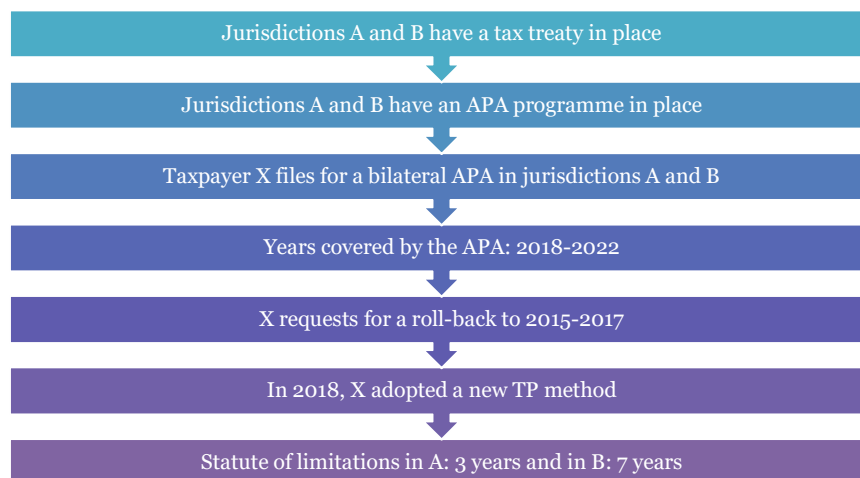 Jurisdictions A and B have a tax treaty in place
Jurisdictions A and B have an APA programme in place
Taxpayer X files for a bilateral APA in jurisdictions A and B
Years covered by the APA: 2018-2022
X requests for a roll-back to 2015-2017
In 2018, X adopted a new TP method
Statute of limitations in A: 3 years and in B: 7 years